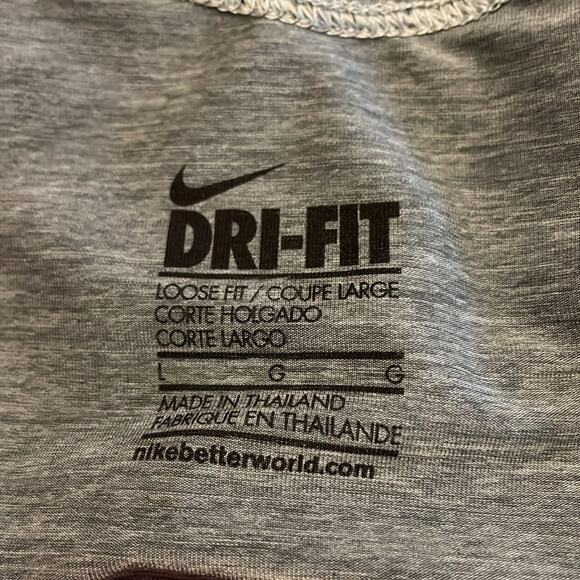 DRI-FIT
LOOSE FIT / COUPE LARGE
CORTE HOLGADO
CORTE LARGO
L G G
MADE IN THAILAND
FABRIQUE EN THAILANDE
nikebetterworld.com